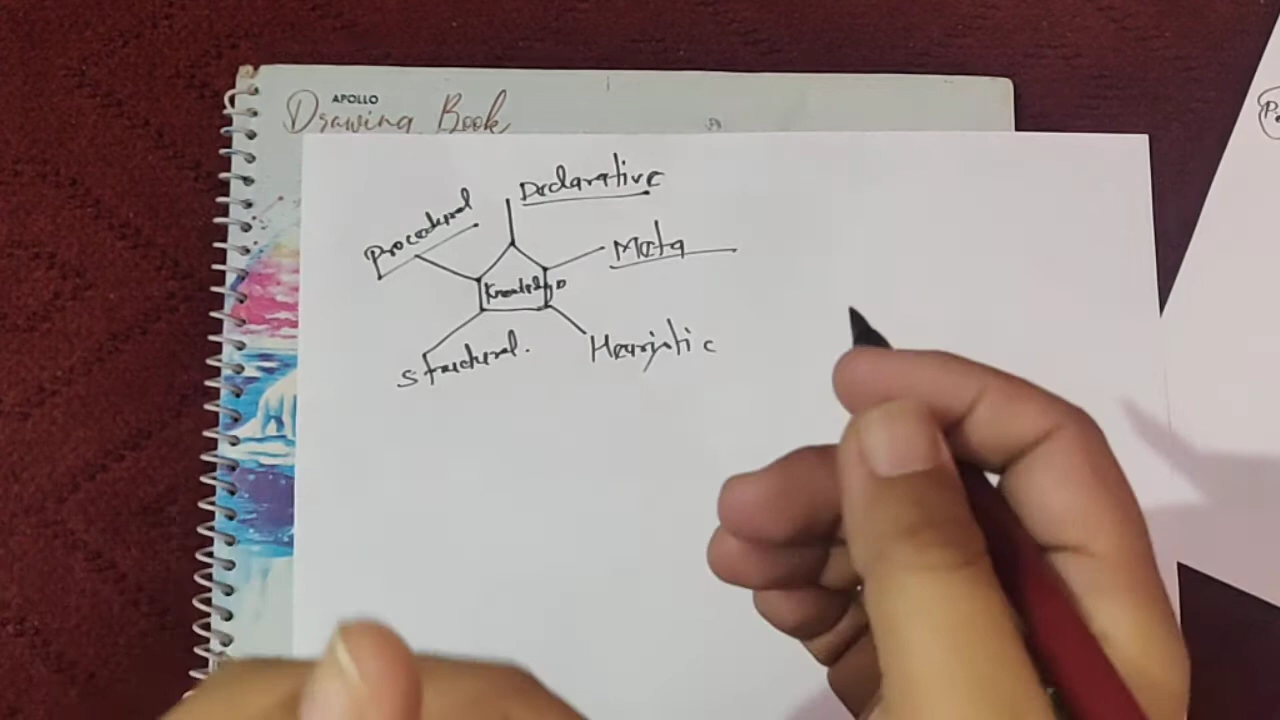 APOLLO
Drawing Book
Declarative
Procedural
Meta
Knowledge
Heuristic
Structural.